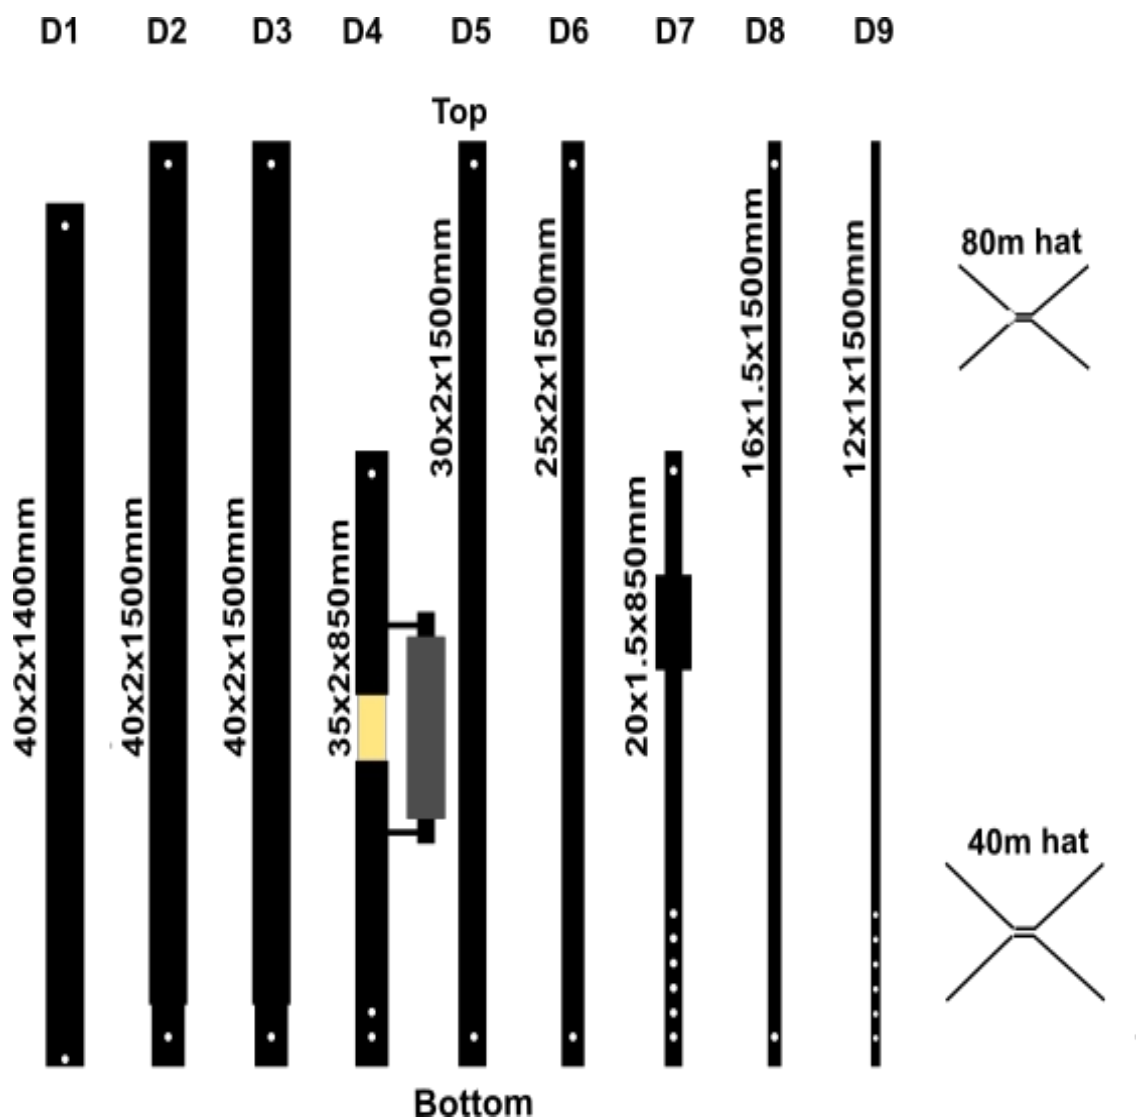 D1 D2 D3 D4 D5 D6 D7 D8 D9
Top
40x2x1400mm
40x2x1500mm
40x2x1500mm
35x2x850mm
30x2x1500mm
25x2x1500mm
20x1.5x850mm
16x1.5x1500mm
12x1x1500mm
80m hat
40m hat
Bottom